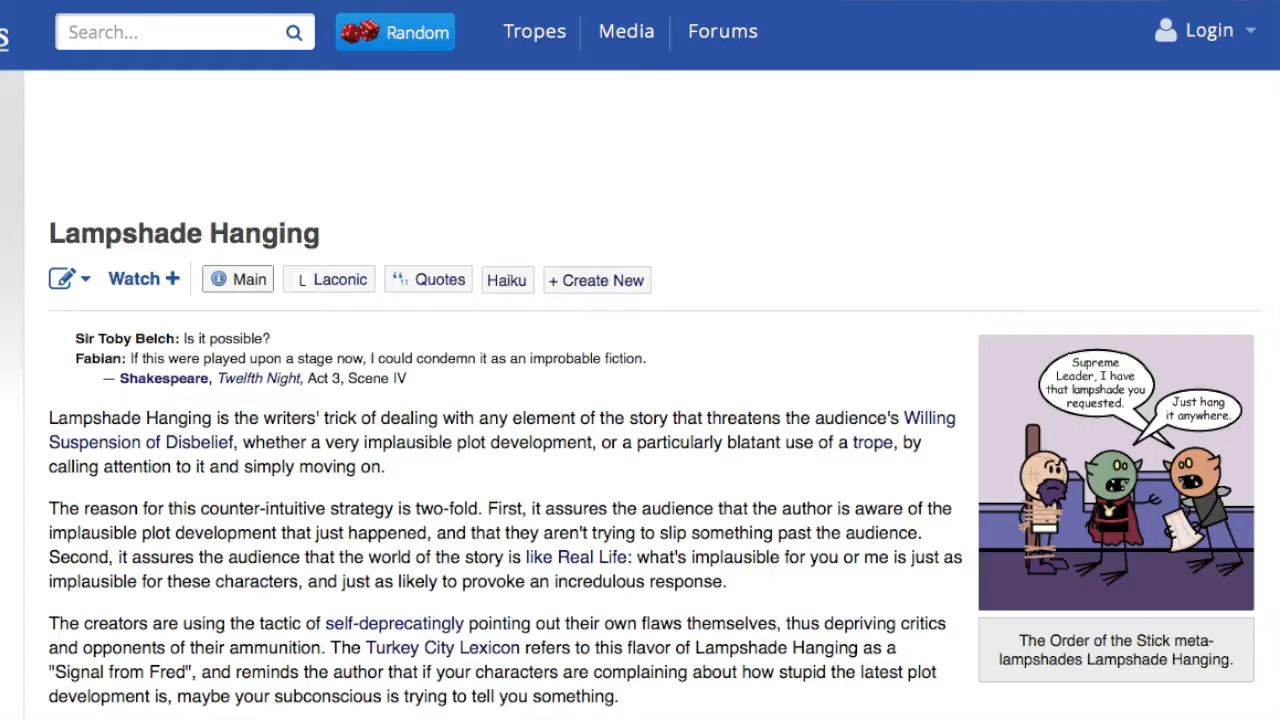 s
Search...
Random
Tropes
Media
Forums
Login
Lampshade Hanging
Watch +
Main
L Laconic
Quotes
Haiku
+ Create New
Sir Toby Belch: Is it possible?
Fabian: If this were played upon a stage now, I could condemn it as an improbable fiction.
— Shakespeare, Twelfth Night, Act 3, Scene IV
Lampshade Hanging is the writers' trick of dealing with any element of the story that threatens the audience's Willing
Suspension of Disbelief, whether a very implausible plot development, or a particularly blatant use of a trope, by
calling attention to it and simply moving on.
The reason for this counter-intuitive strategy is two-fold. First, it assures the audience that the author is aware of the
implausible plot development that just happened, and that they aren't trying to slip something past the audience.
Second, it assures the audience that the world of the story is like Real Life: what's implausible for you or me is just as
implausible for these characters, and just as likely to provoke an incredulous response.
The creators are using the tactic of self-deprecatingly pointing out their own flaws themselves, thus depriving critics
and opponents of their ammunition. The Turkey City Lexicon refers to this flavor of Lampshade Hanging as a
"Signal from Fred", and reminds the author that if your characters are complaining about how stupid the latest plot
development is, maybe your subconscious is trying to tell you something.
Supreme
Leader, I have
that lampshade you
requested.
Just hang
it anywhere.
The Order of the Stick meta-
lampshades Lampshade Hanging.